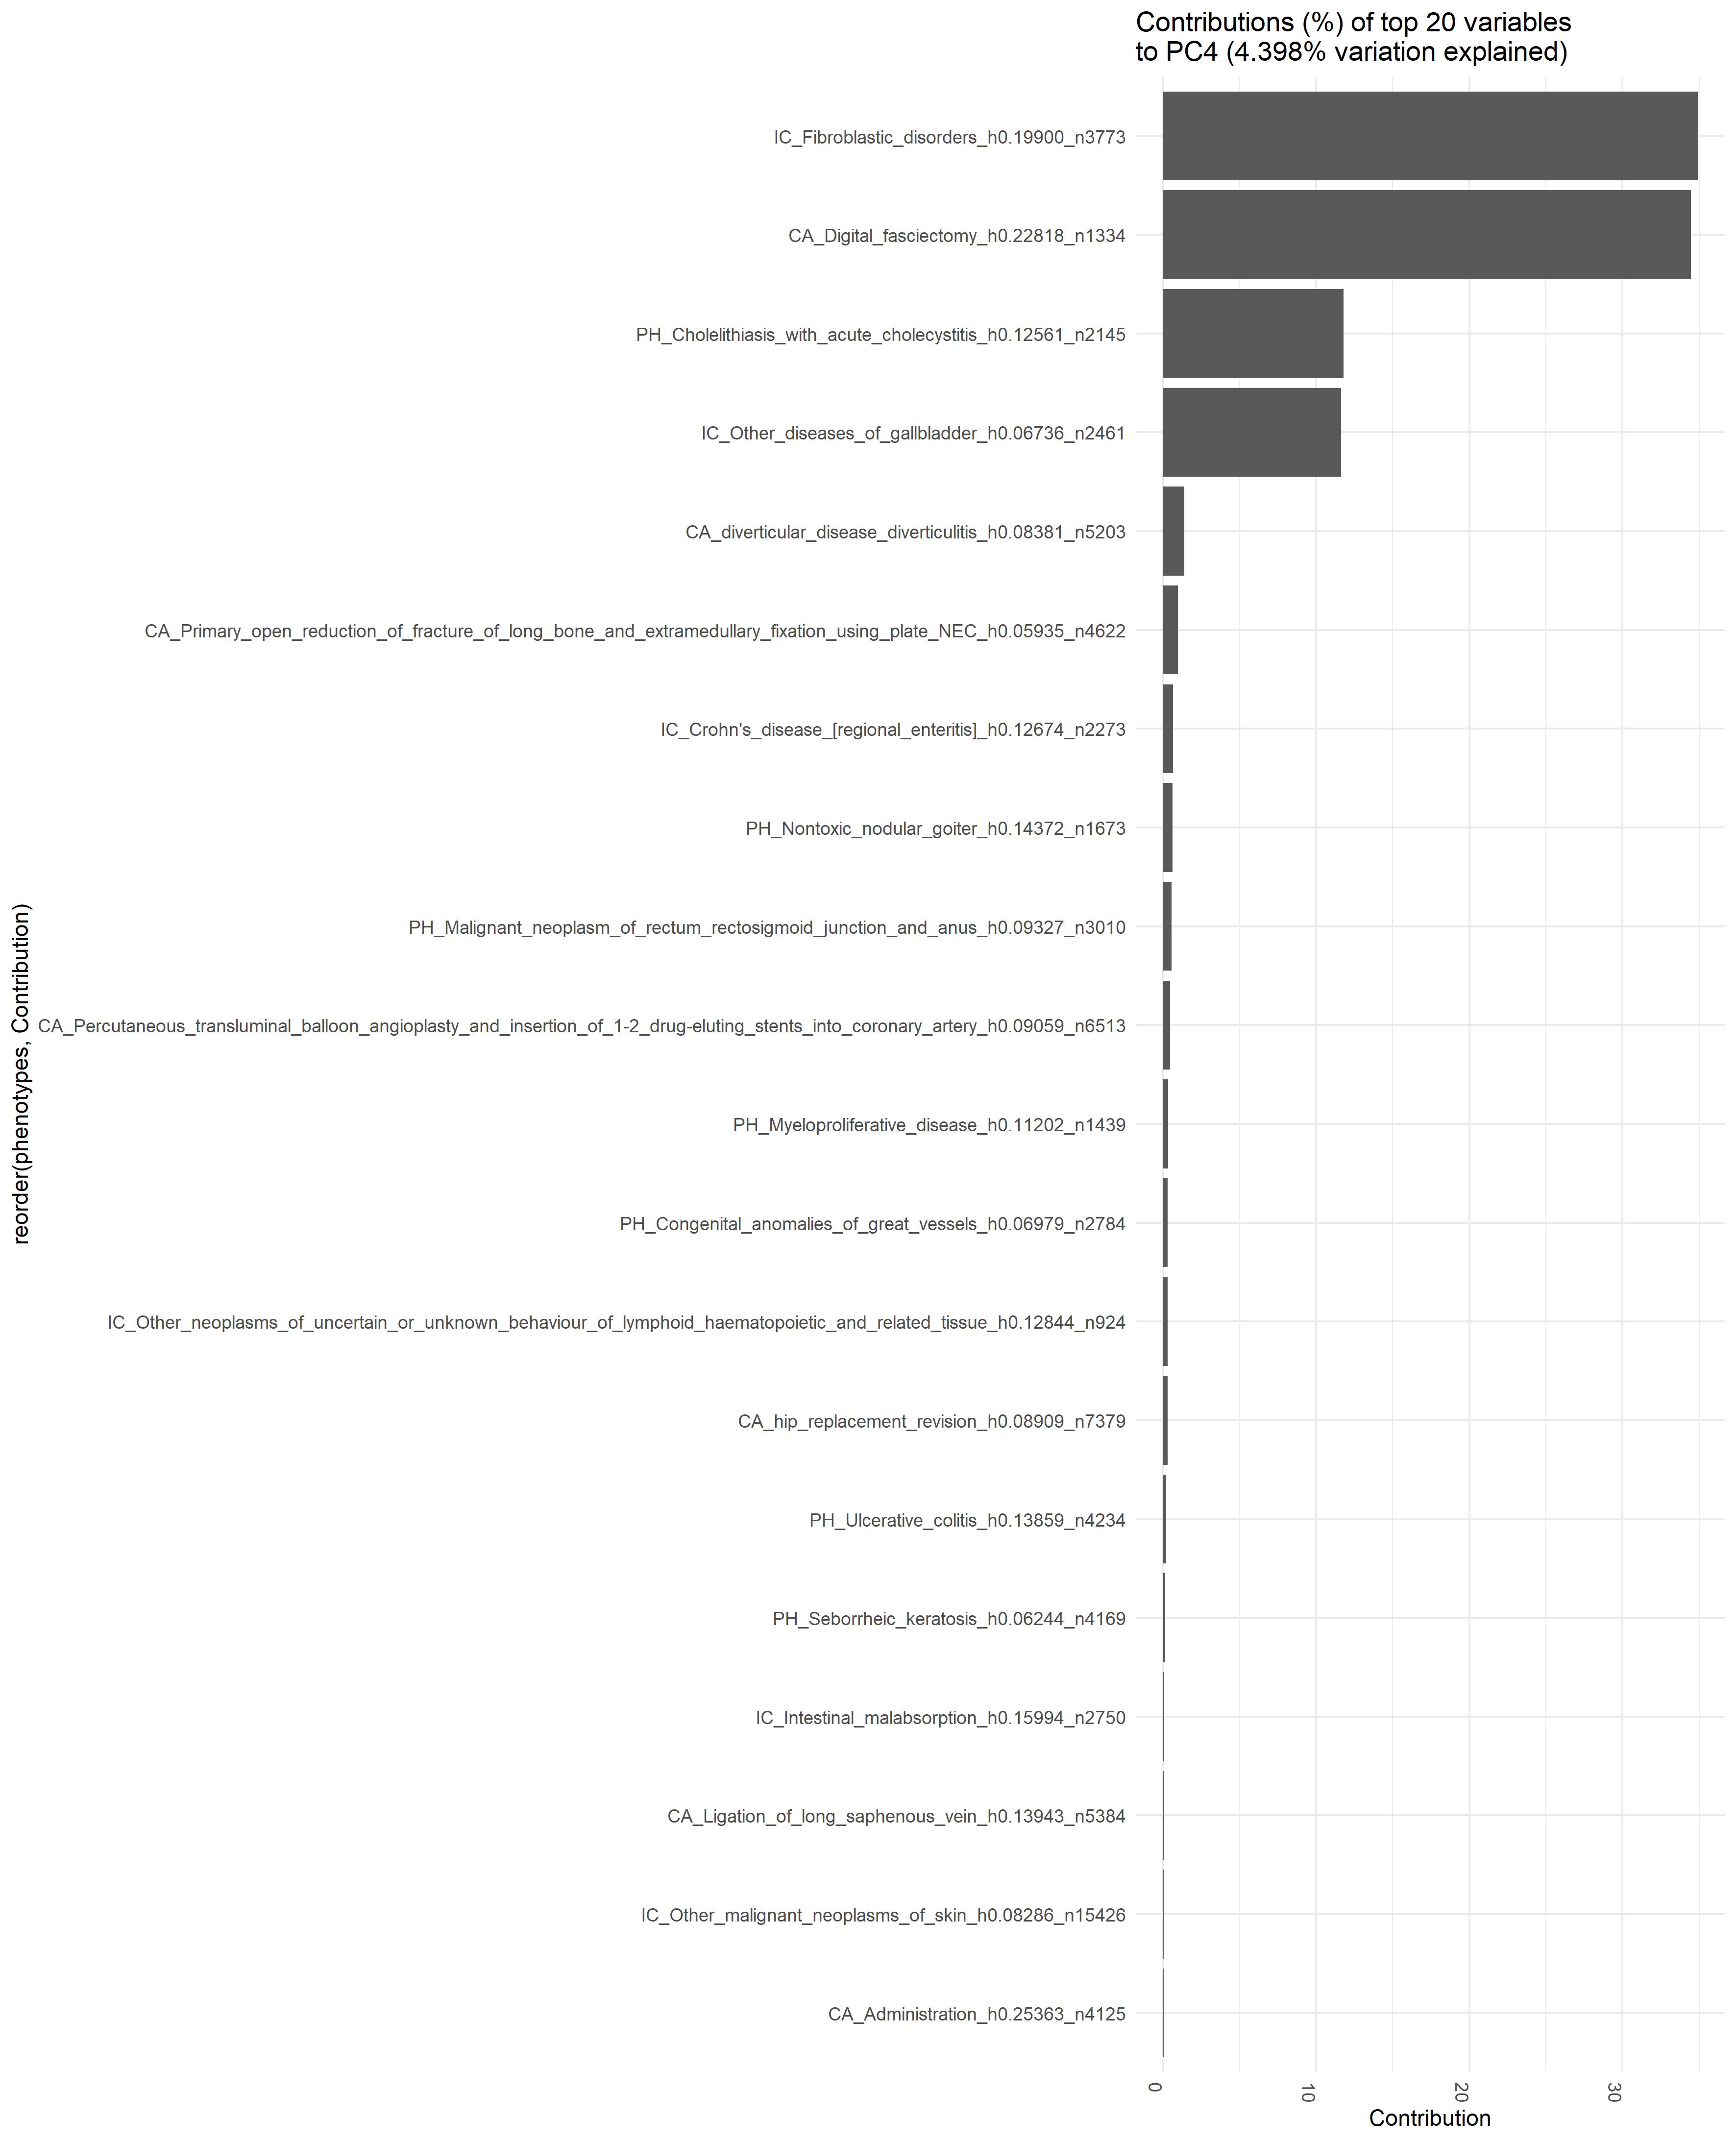 Contributions (%) of top 20 variables
to PC4 (4.398% variation explained)
IC_Fibroblastic_disorders_h0.19900_n3773
CA_Digital_fasciectomy_h0.22818_n1334
PH_Cholelithiasis_with_acute_cholecystitis_h0.12561_n2145
IC_Other_diseases_of_gallbladder_h0.06736_n2461
CA_diverticular_disease_diverticulitis_h0.08381_n5203
CA_Primary_open_reduction_of_fracture_of_long_bone_and_extramedullary_fixation_using_plate_NEC_h0.05935_n4622
IC_Crohn's_disease_[regional_enteritis]_h0.12674_n2273
PH_Nontoxic_nodular_goiter_h0.14372_n1673
PH_Malignant_neoplasm_of_rectum_rectosigmoid_junction_and_anus_h0.09327_n3010
CA_Percutaneous_transluminal_balloon_angioplasty_and_insertion_of_1-2_drug-eluting_stents_into_coronary_artery_h0.09059_n6513
PH_Myeloproliferative_disease_h0.11202_n1439
PH_Congenital_anomalies_of_great_vessels_h0.06979_n2784
IC_Other_neoplasms_of_uncertain_or_unknown_behaviour_of_lymphoid_haematopoietic_and_related_tissue_h0.12844_n924
CA_hip_replacement_revision_h0.08909_n7379
PH_Ulcerative_colitis_h0.13859_n4234
PH_Seborrheic_keratosis_h0.06244_n4169
IC_Intestinal_malabsorption_h0.15994_n2750
CA_Ligation_of_long_saphenous_vein_h0.13943_n5384
IC_Other_malignant_neoplasms_of_skin_h0.08286_n15426
CA_Administration_h0.25363_n4125
reorder(phenotypes, Contribution)
0 10 20 30
Contribution